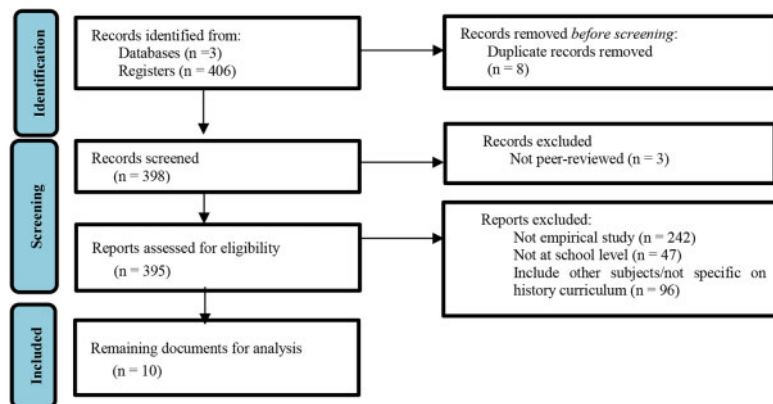 Identification
Records identified from:
Databases (n =3)
Registers (n = 406)
Records removed before screening:
Duplicate records removed
(n = 8)
Screening
Records screened
(n = 398)
Records excluded
Not peer-reviewed (n = 3)
Reports assessed for eligibility
(n = 395)
Reports excluded:
Not empirical study (n = 242)
Not at school level (n = 47)
Include other subjects/not specific on
history curriculum (n = 96)
Included
Remaining documents for analysis
(n = 10)